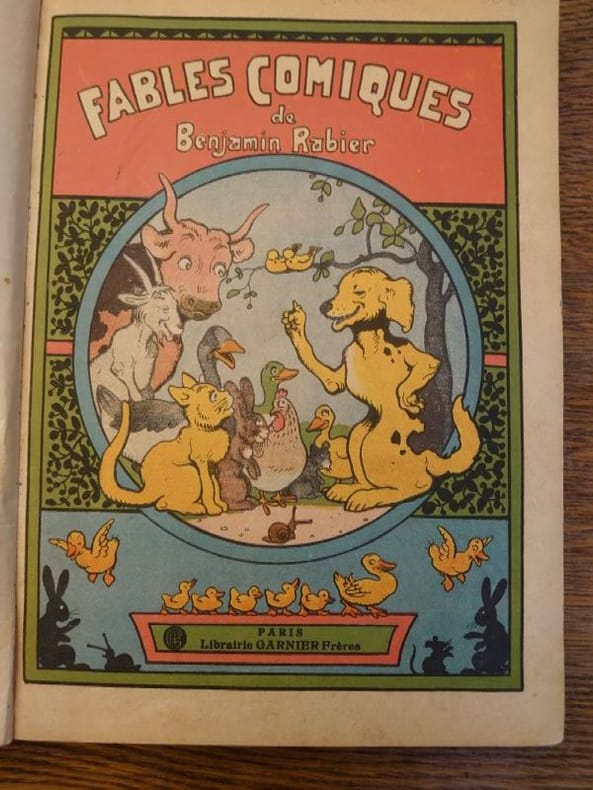 FABLES COMIQUES
de
Benjamin Rabier
PARIS
Librairie GARNIER Frères